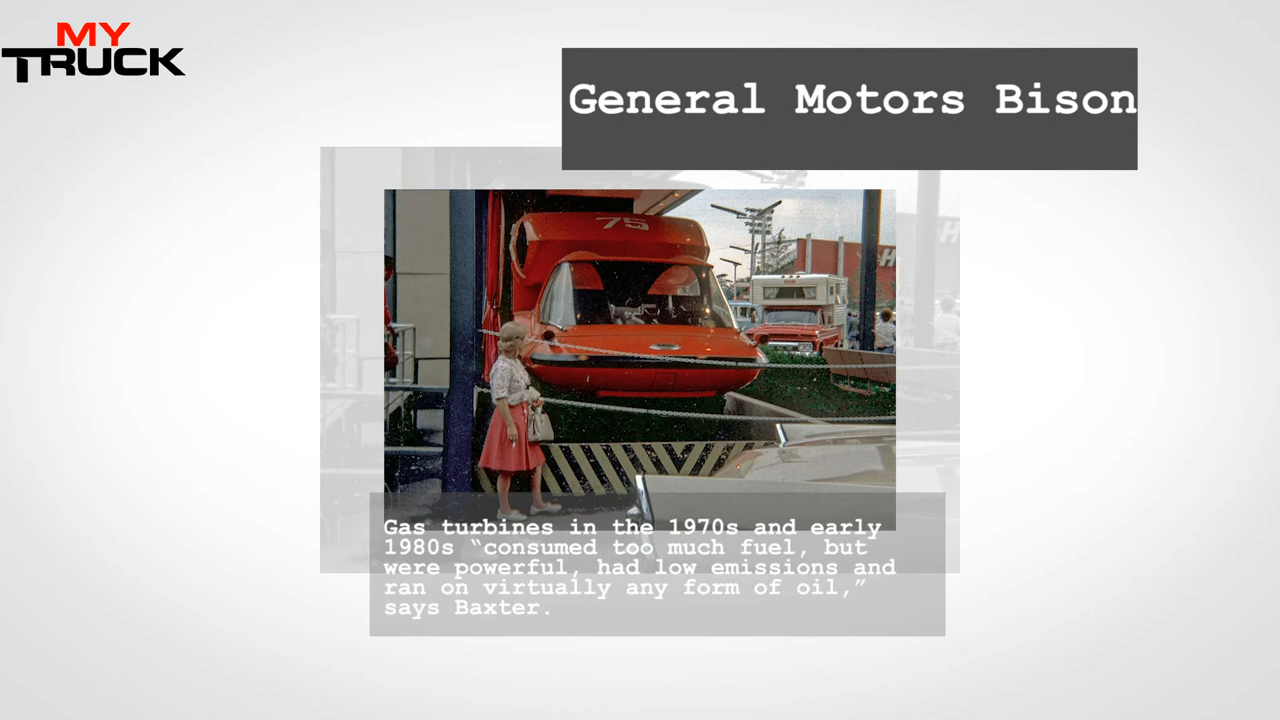 MY
TRUCK
General Motors Bison
75
H
H
Gas turbines in the 1970s and early
1980s “consumed too much fuel, but
were powerful, had low emissions and
ran on virtually any form of oil,”
says Baxter.